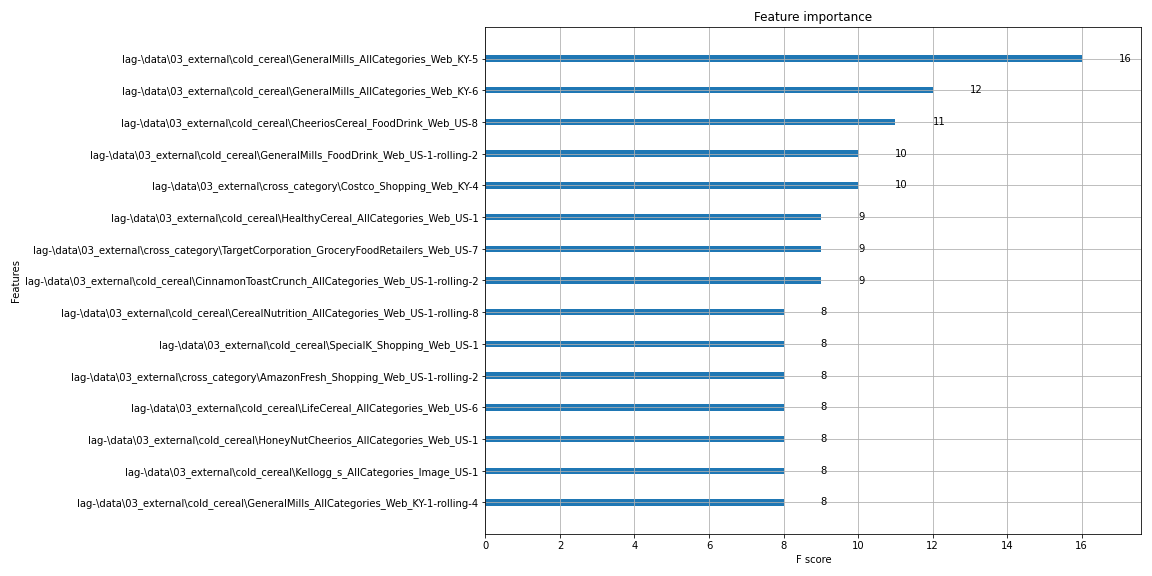 Feature importance
lag-\data\03_external\cold_cereal\GeneralMills_AllCategories_Web_KY-5 16
lag-\data\03_external\cold_cereal\GeneralMills_AllCategories_Web_KY-6 12
lag-\data\03_external\cold_cereal\CheeriosCereal_FoodDrink_Web_US-8 11
lag-\data\03_external\cold_cereal\GeneralMills_FoodDrink_Web_US-1-rolling-2 10
lag-\data\03_external\cross_category\Costco_Shopping_Web_KY-4 10
lag-\data\03_external\cold_cereal\HealthyCereal_AllCategories_Web_US-1 9
lag-\data\03_external\cross_category\TargetCorporation_GroceryFoodRetailers_Web_US-7 9
lag-\data\03_external\cold_cereal\CinnamonToastCrunch_AllCategories_Web_US-1-rolling-2 9
lag-\data\03_external\cold_cereal\CerealNutrition_AllCategories_Web_US-1-rolling-8 8
lag-\data\03_external\cold_cereal\SpecialK_Shopping_Web_US-1 8
lag-\data\03_external\cross_category\AmazonFresh_Shopping_Web_US-1-rolling-2 8
lag-\data\03_external\cold_cereal\LifeCereal_AllCategories_Web_US-6 8
lag-\data\03_external\cold_cereal\HoneyNutCheerios_AllCategories_Web_US-1 8
lag-\data\03_external\cold_cereal\Kellogg_s_AllCategories_Image_US-1 8
lag-\data\03_external\cold_cereal\GeneralMills_AllCategories_Web_KY-1-rolling-4 8
Features
0 2 4 6 8 10 12 14 16
F score